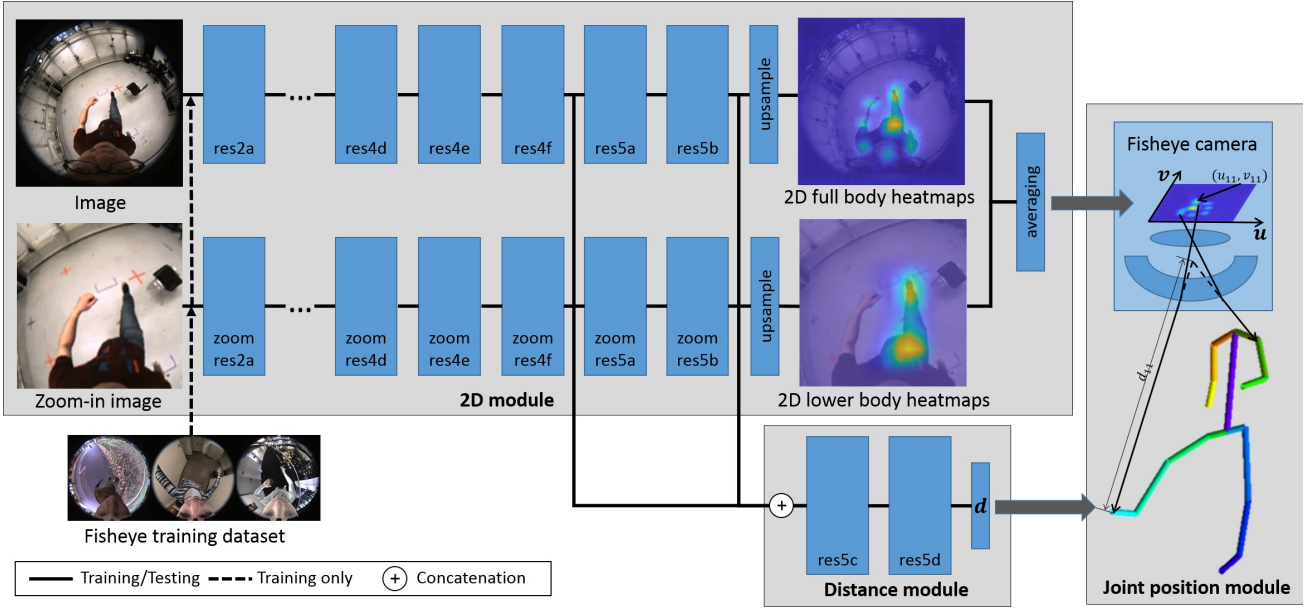 Image
res2a
...
res4d
res4e
res4f
res5a
res5b
upsample
2D full body heatmaps
averaging
Zoom-in image
zoom
res2a
...
zoom
res4d
zoom
res4e
zoom
res4f
zoom
res5a
zoom
res5b
upsample
2D lower body heatmaps
2D module
Fisheye training dataset
Training/Testing
Training only
+
Concatenation
+
res5c
res5d
d
Distance module
Fisheye camera
v
(u₁₁, v₁₁)
u
d₁₁
Joint position module